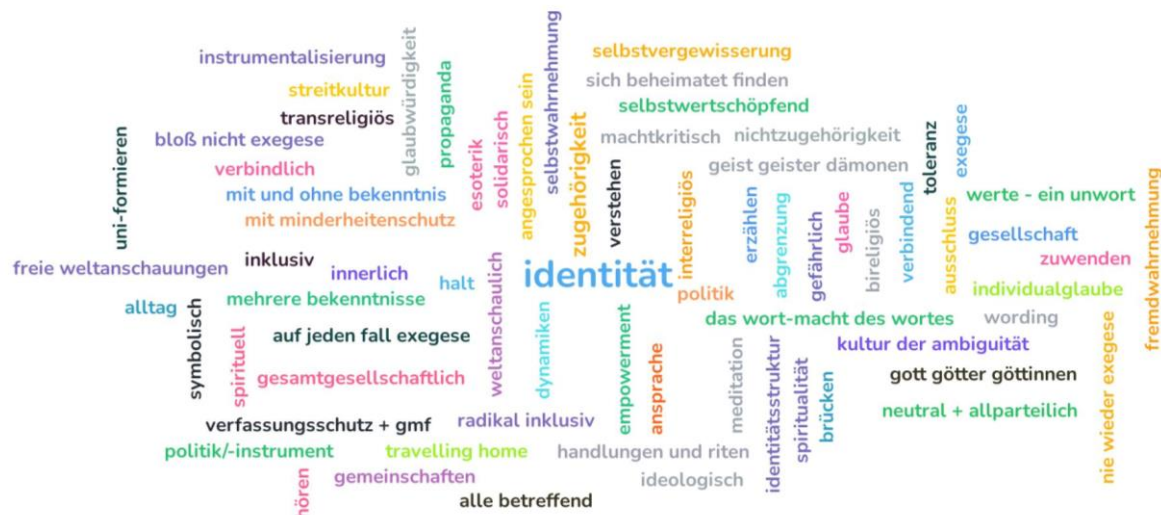 instrumentalisierung
streitkultur
transreligiös
bloß nicht exegese
verbindlich
mit und ohne bekenntnis
mit minderheitenschutz
uni-formieren
glaubwürdigkeit
propaganda
esoterik
solidarisch
angesprochen sein
selbstwahrnehmung
zugehörigkeit
verstehen
selbstvergewisserung
sich beheimatet finden
selbstwertschöpfend
machtkritisch
nichtzugehörigkeit
geist geister dämonen
toleranz
exegese
werte - ein unwort
gesellschaft
zuwenden
individualglaube
fremdwahrnehmung
interreligiös
erzählen
abgrenzung
gefährlich
glaube
bireligiös
verbindend
ausschluss
freie weltanschauungen
inklusiv
innerlich
halt
weltanschaulich
identität
politik
alltag
symbolisch
mehrere bekenntnisse
spirituell
auf jeden fall exegese
gesamtgesellschaftlich
dynamiken
empowerment
ansprache
das wort-macht des wortes
wording
kultur der ambiguität
meditation
identitätsstruktur
spiritualität
brücken
gott götter göttinnen
neutral + allparteilich
nie wieder exegese
verfassungsschutz + gmf
radikal inklusiv
politik/-instrument
travelling home
handlungen und riten
hören
gemeinschaften
ideologisch
alle betreffend